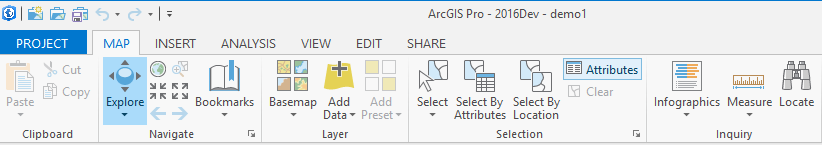 ArcGIS Pro - 2016Dev - demo1
PROJECT MAP INSERT ANALYSIS VIEW EDIT SHARE
Paste
Cut
Copy
Clipboard
Explore
Bookmarks
Navigate
Basemap
Add
Data
Add
Preset
Layer
Select
Select By
Attributes
Select By
Location
Attributes
Clear
Selection
Infographics
Measure
Locate
Inquiry